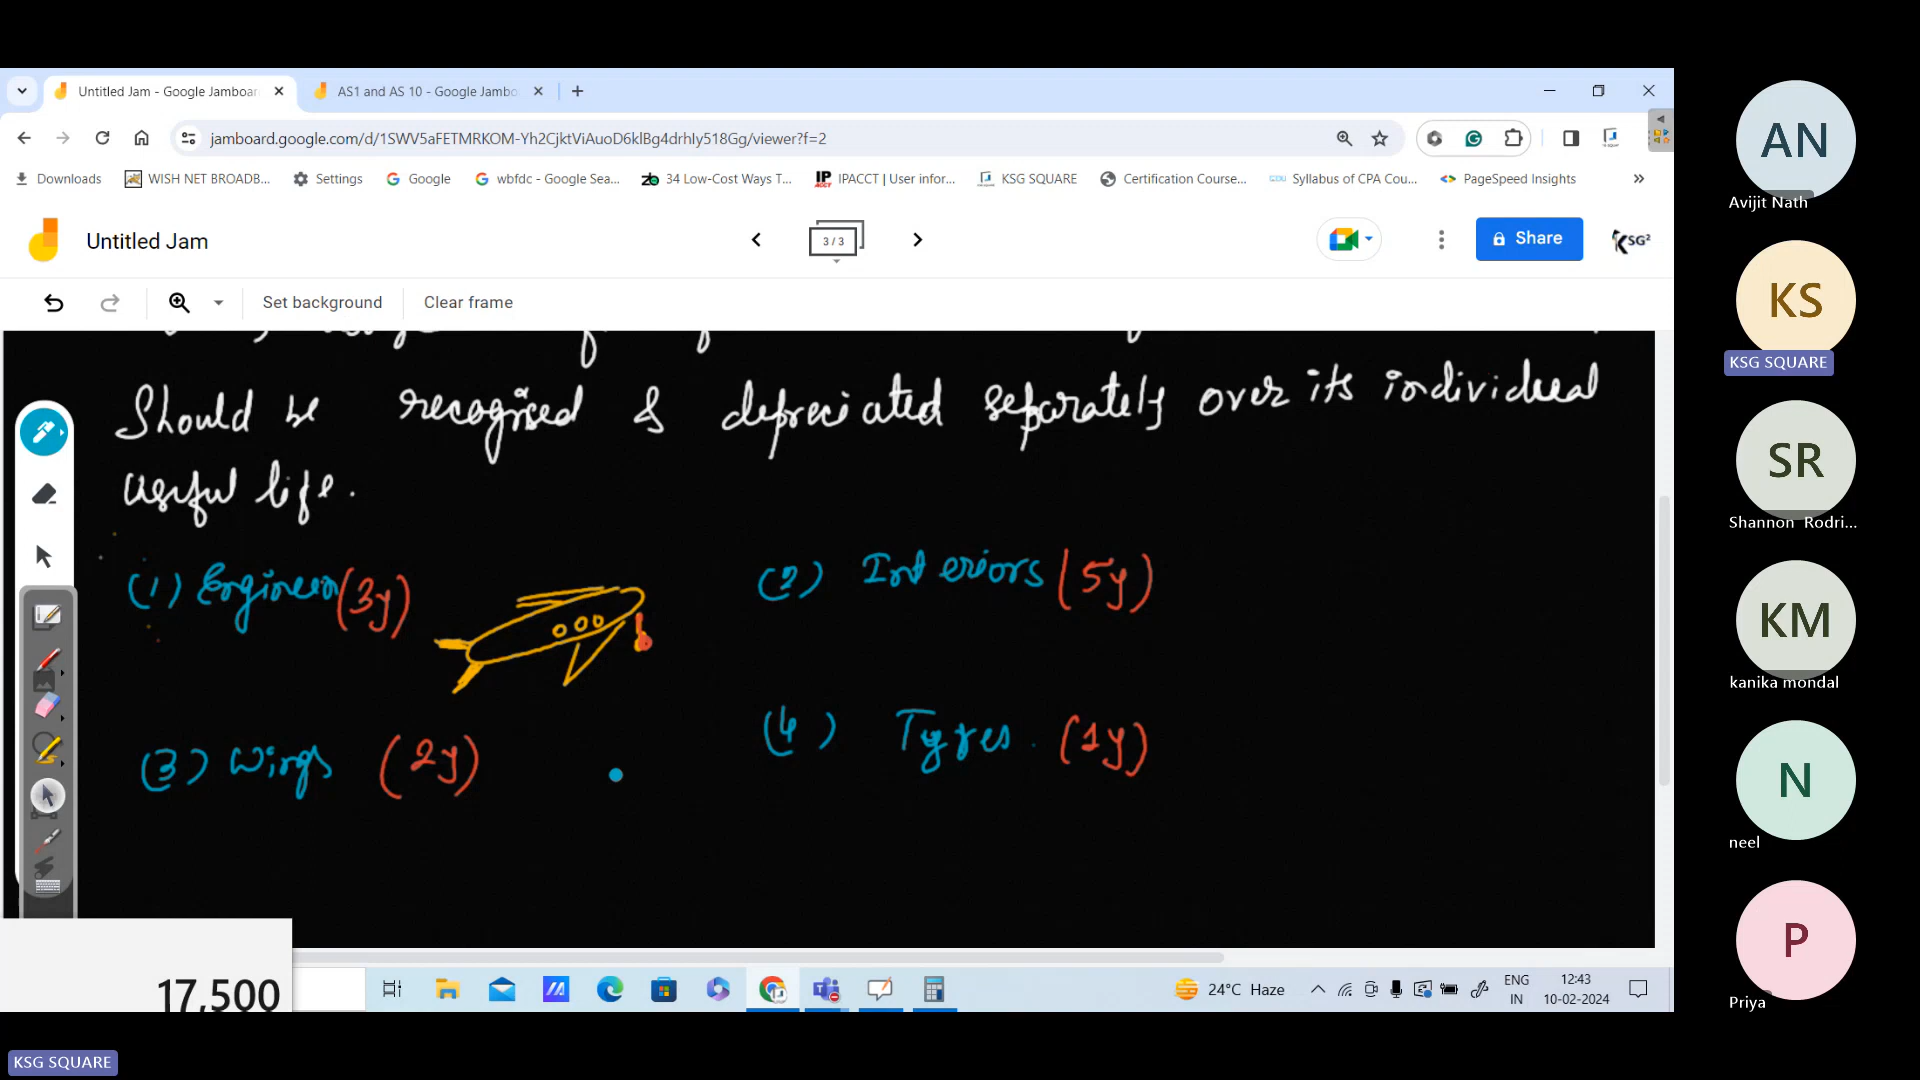 Untitled Jam - Google Jamboar
AS1 and AS 10 - Google Jambo
jamboard.google.com/d/1SWV5aFETMRKOM-Yh2CjktViAuoD6klBg4drhIy518Gg/viewer?f=2
Downloads WISH NET BROADB... Settings Google wbfdc - Google Sea... 34 Low-Cost Ways T... IPACCT | User infor... KSG SQUARE Certification Course... Syllabus of CPA Cou... PageSpeed Insights
Untitled Jam
3 / 3
Share
KSG²
Set background
Clear frame
Should be recognised & depreciated separately over its individual
useful life.
(1) Engineer (3y)
(2) Interiors (5y)
(3) Wings (2y)
(4) Tyres. (1y)
17,500
24°C Haze
ENG
IN
12:43
10-02-2024
KSG SQUARE
AN
Avijit Nath
KS
KSG SQUARE
SR
Shannon Rodri...
KM
kanika mondal
N
neel
P
Priya